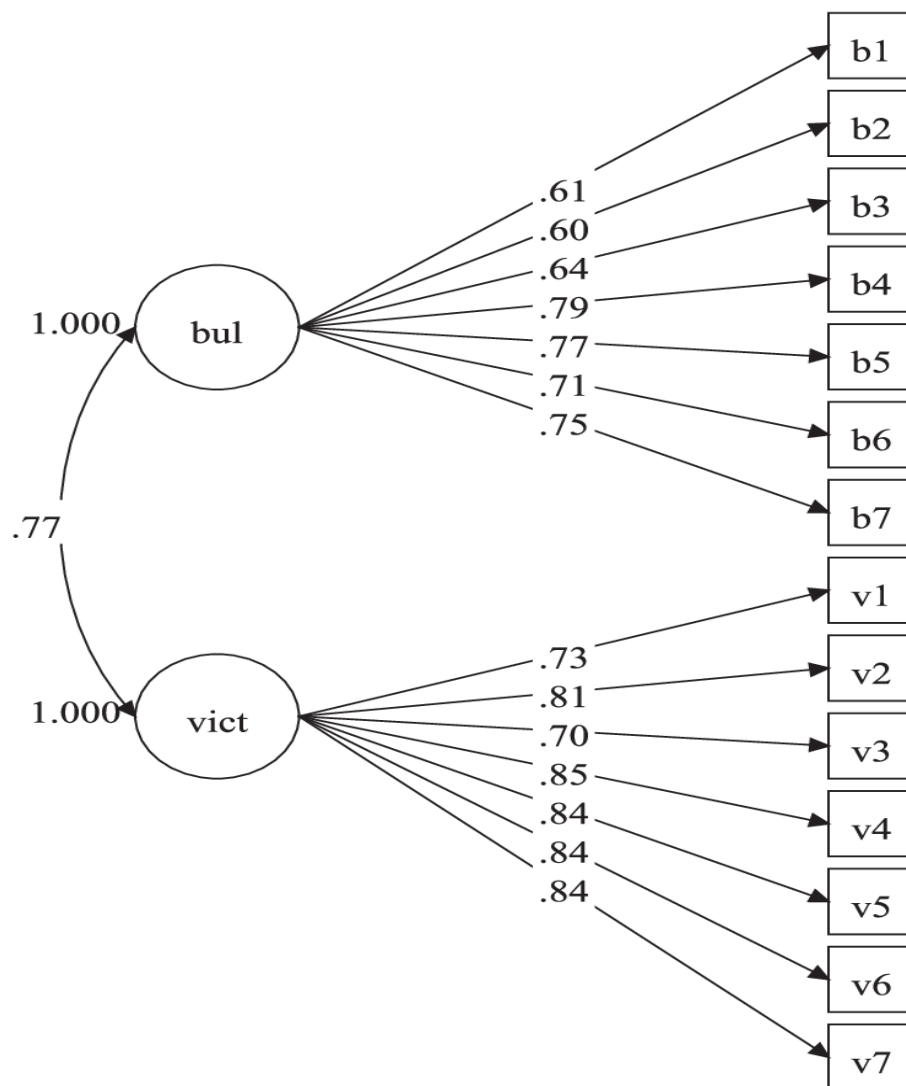 b1
b2
.61
b3
.60
.64
b4
.79
1.000
bul
.77
b5
.71
.75
b6
b7
.77
v1
.73
v2
.81
1.000
vict
.70
v3
.85
.84
v4
.84
.84
v5
v6
v7